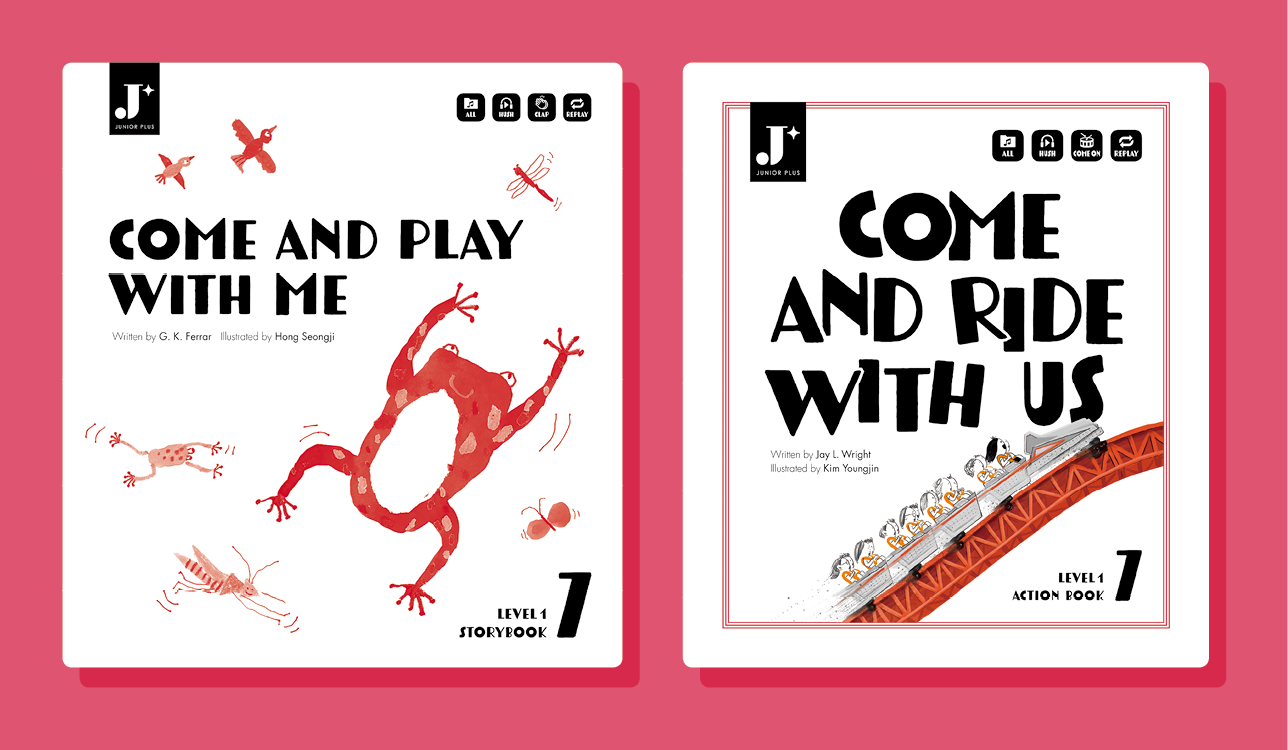 J
JUNIOR PLUS
ALL
HUSH
CLAP
REPLAY
COME AND PLAY
WITH ME
Written by G. K. Ferrar Illustrated by Hong Seongji
LEVEL 1
STORYBOOK
7
J
JUNIOR PLUS
ALL
HUSH
COME ON
REPLAY
COME
AND RIDE
WITH US
Written by Jay L. Wright
Illustrated by Kim Youngjin
LEVEL 1
ACTION BOOK
7